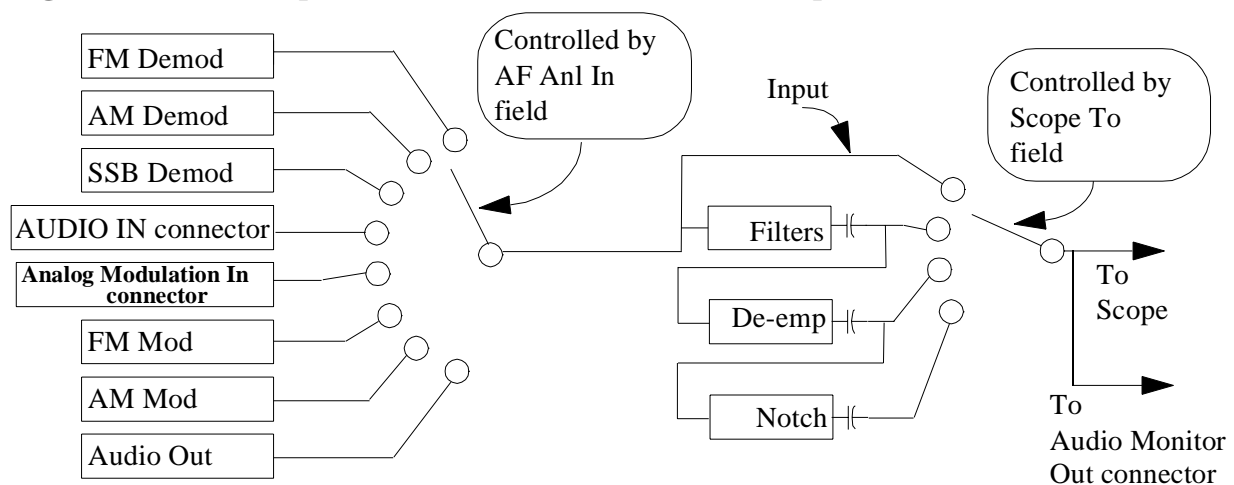 FM Demod
AM Demod
SSB Demod
AUDIO IN connector
Analog Modulation In
connector
FM Mod
AM Mod
Audio Out
Controlled by
AF Anl In
field
Input
Filters
De-emp
Notch
Controlled by
Scope To
field
To
Scope
To
Audio Monitor
Out connector